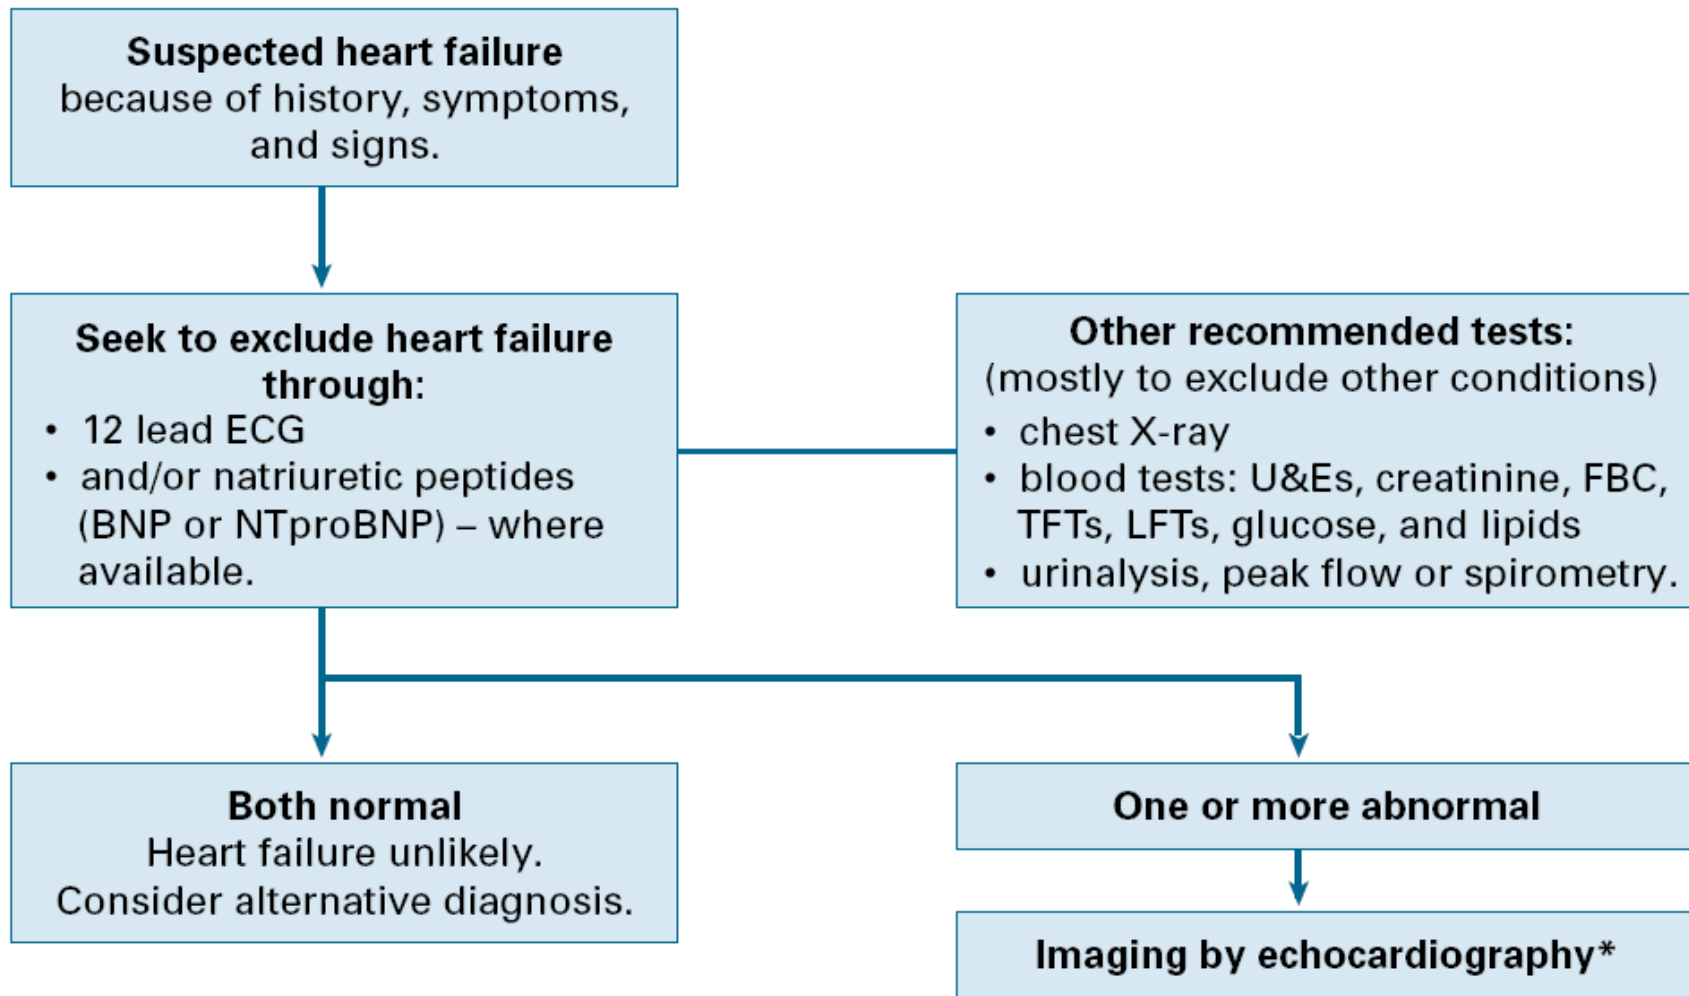 Suspected heart failure
because of history, symptoms,
and signs.
Seek to exclude heart failure
through:
• 12 lead ECG
• and/or natriuretic peptides
(BNP or NTproBNP) – where
available.
Other recommended tests:
(mostly to exclude other conditions)
• chest X-ray
• blood tests: U&Es, creatinine, FBC,
TFTs, LFTs, glucose, and lipids
• urinalysis, peak flow or spirometry.
Both normal
Heart failure unlikely.
Consider alternative diagnosis.
One or more abnormal
Imaging by echocardiography*